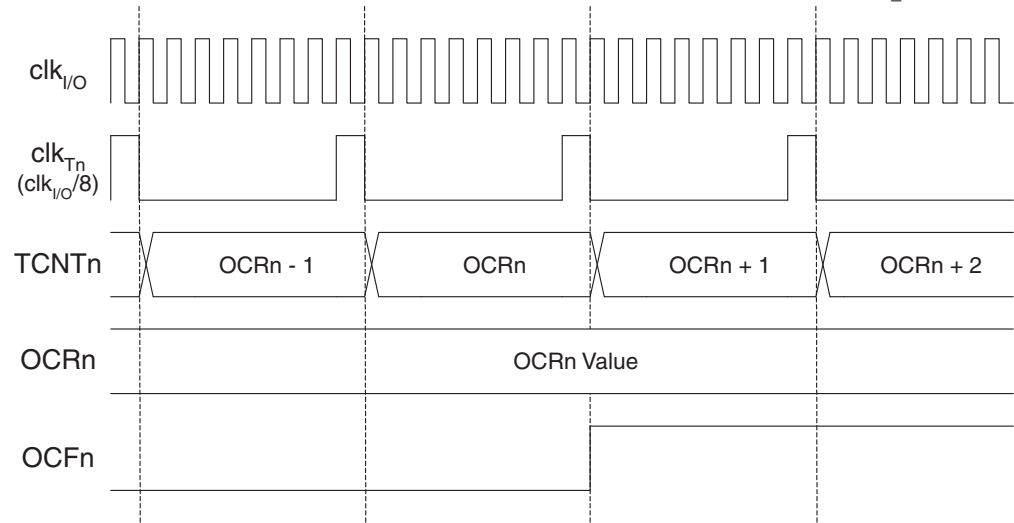 clkI/O
clkTn
(clkI/O/8)
TCNTn
OCRn - 1
OCRn
OCRn + 1
OCRn + 2
OCRn
OCRn Value
OCFn